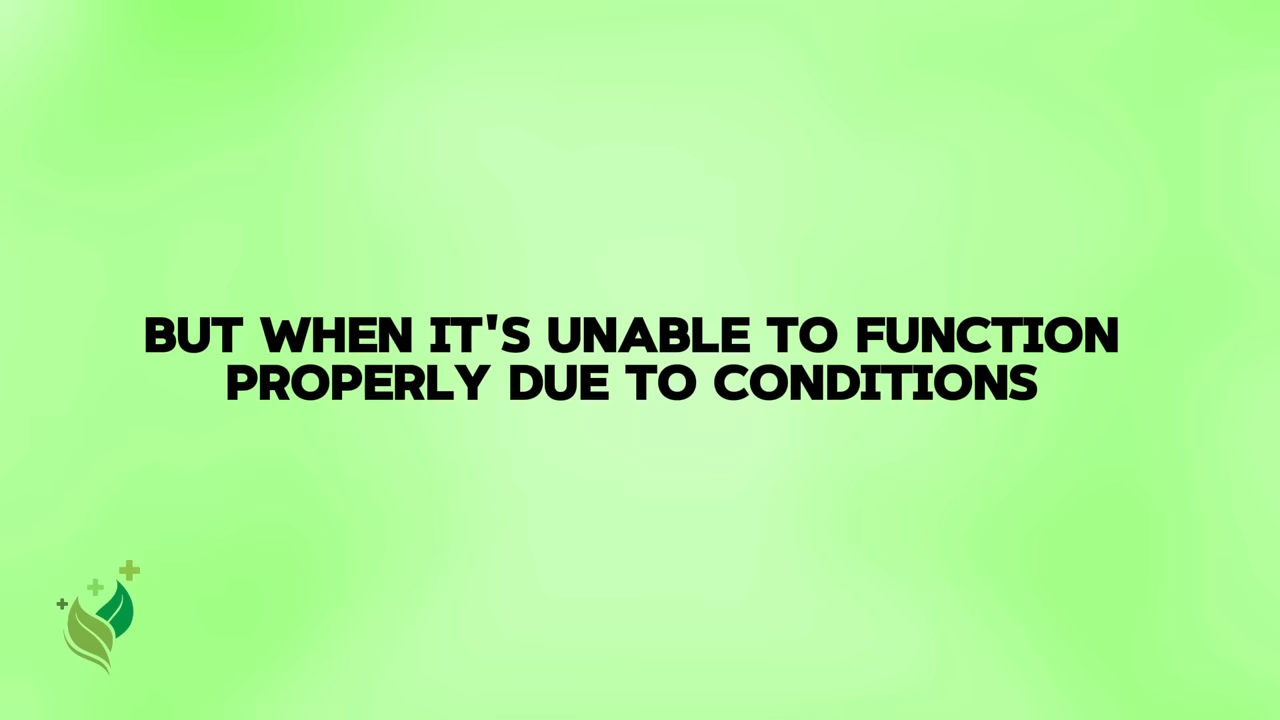 BUT WHEN IT'S UNABLE TO FUNCTION
PROPERLY DUE TO CONDITIONS